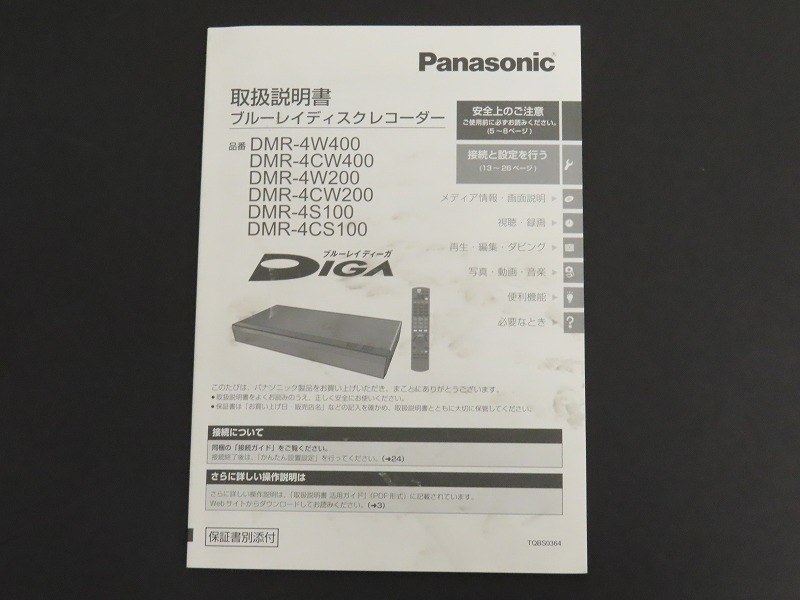 Panasonic
取扱説明書
ブルーレイディスクレコーダー
品番 DMR-4W400
DMR-4CW400
DMR-4W200
DMR-4CW200
DMR-4S100
DMR-4CS100
ブルーレイディーガ
DIGA
安全上のご注意
ご使用前に必ずお読みください。
(5～8ページ)
接続と設定を行う
(13～26ページ)
メディア情報・画面説明
視聴・録画
再生・編集・ダビング
写真・動画・音楽
便利機能
必要なとき
?
このたびは、パナソニック製品をお買い上げいただき、まことにありがとうございます。
●取扱説明書をよくお読みのうえ、正しく安全にお使いください。
●保証書は「お買い上げ日・販売店名」などの記入を確かめ、取扱説明書とともに大切に保管してください。
接続について
同梱の「接続ガイド」をご覧ください。
接続終了後は、「かんたん設置設定」を行ってください。(➔24)
さらに詳しい操作説明は
さらに詳しい操作説明は、「取扱説明書 活用ガイド」(PDF形式)に記載されています。
Webサイトからダウンロードしてお読みください。(➔3)
保証書別添付
TQBS0364